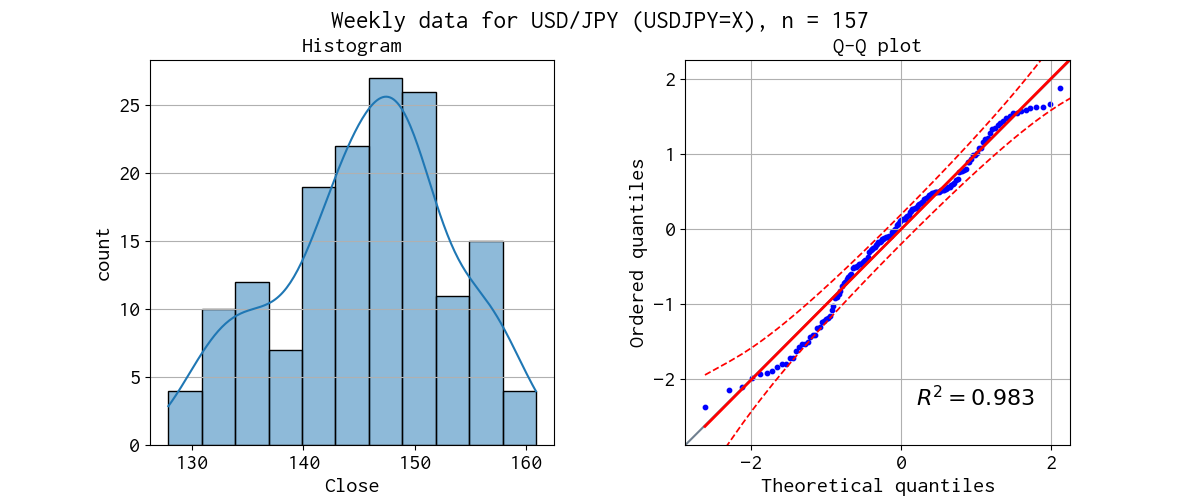 Weekly data for USD/JPY (USDJPY=X), n = 157
Histogram
count
25
20
15
10
5
0
130 140 150 160
Close
Q-Q plot
Ordered quantiles
2
1
0
−1
−2
R² = 0.983
−2 0 2
Theoretical quantiles